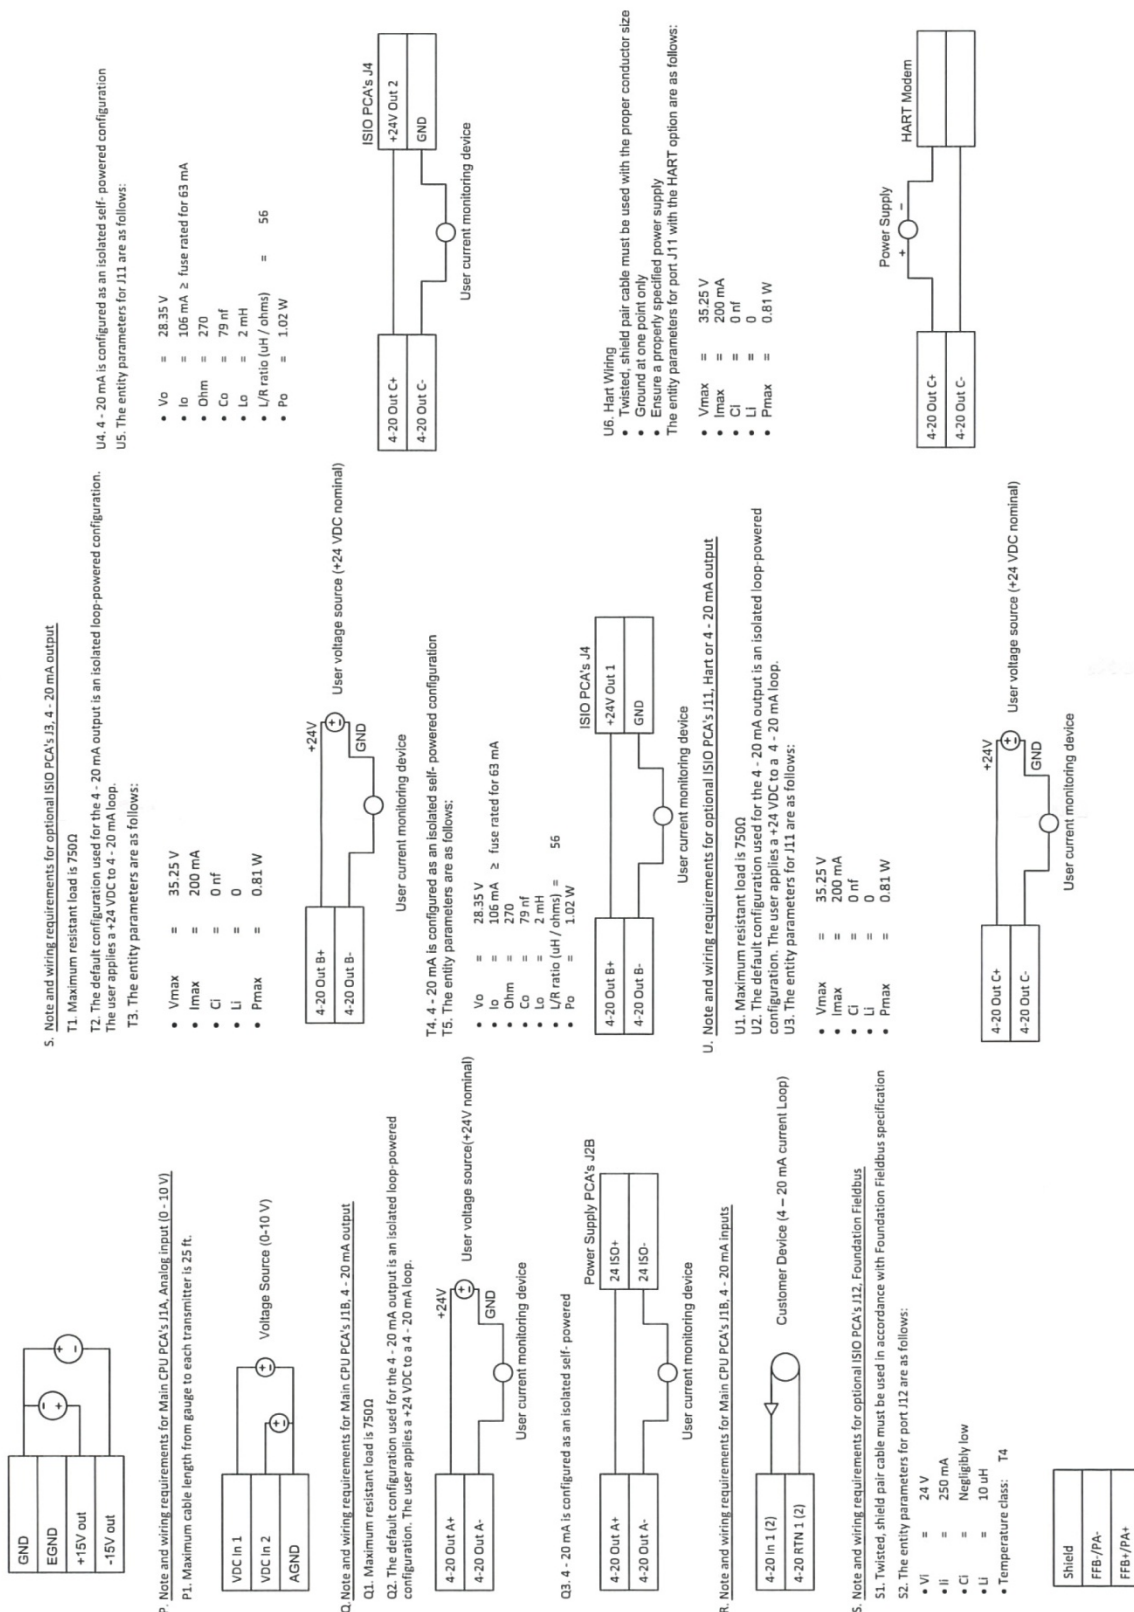 GND
EGND
+15V out
-15V out
P. Note and wiring requirements for Main CPU PCA's J1A, Analog input (0 - 10 V)
P1. Maximum cable length from gauge to each transmitter is 25 ft.
VDC In 1
VDC In 2
AGND
Voltage Source (0-10 V)
Q. Note and wiring requirements for Main CPU PCA's J1B, 4 - 20 mA output
Q1. Maximum resistant load is 750Ω
Q2. The default configuration used for the 4 - 20 mA output is an isolated loop-powered
configuration. The user applies a +24 VDC to a 4 - 20 mA loop.
4-20 Out A+
4-20 Out A-
+24V
User voltage source(+24V nominal)
GND
User current monitoring device
Q3. 4 - 20 mA is configured as an isolated self- powered
Power Supply PCA's J2B
4-20 Out A+
4-20 Out A-
24 ISO+
24 ISO-
User current monitoring device
R. Note and wiring requirements for Main CPU PCA's J1B, 4 - 20 mA inputs
4-20 In 1 (2)
4-20 RTN 1 (2)
Customer Device (4 – 20 mA current Loop)
S. Note and wiring requirements for optional ISIO PCA's J12, Foundation Fieldbus
S1. Twisted, shield pair cable must be used in accordance with Foundation Fieldbus specification
S2. The entity parameters for port J12 are as follows:
• Vi = 24 V
• Ii = 250 mA
• Ci = Negligibly low
• Li = 10 uH
• Temperature class: T4
Shield
FFB-/PA-
FFB+/PA+
S. Note and wiring requirements for optional ISIO PCA's J3, 4 - 20 mA output
T1. Maximum resistant load is 750Ω
T2. The default configuration used for the 4 - 20 mA output is an isolated loop-powered configuration.
The user applies a +24 VDC to 4 - 20 mA loop.
T3. The entity parameters are as follows:
• Vmax = 35.25 V
• Imax = 200 mA
• Ci = 0 nf
• Li = 0
• Pmax = 0.81 W
4-20 Out B+
4-20 Out B-
+24V
User voltage source (+24 VDC nominal)
GND
User current monitoring device
T4. 4 - 20 mA is configured as an isolated self- powered configuration
T5. The entity parameters are as follows:
• Vo = 28.35 V
• Io = 106 mA ≥ fuse rated for 63 mA
• Ohm = 270
• Co = 79 nf
• Lo = 2 mH
• L/R ratio (uH / ohms) = 56
• Po = 1.02 W
ISIO PCA's J4
4-20 Out B+
4-20 Out B-
+24V Out 1
GND
User current monitoring device
U. Note and wiring requirements for optional ISIO PCA's J11, Hart or 4 - 20 mA output
U1. Maximum resistant load is 750Ω
U2. The default configuration used for the 4 - 20 mA output is an isolated loop-powered
configuration. The user applies a +24 VDC to a 4 - 20 mA loop.
U3. The entity parameters for J11 are as follows:
• Vmax = 35.25 V
• Imax = 200 mA
• Ci = 0 nf
• Li = 0
• Pmax = 0.81 W
4-20 Out C+
4-20 Out C-
+24V
User voltage source (+24 VDC nominal)
GND
User current monitoring device
U4. 4 - 20 mA is configured as an isolated self- powered configuration
U5. The entity parameters for J11 are as follows:
• Vo = 28.35 V
• Io = 106 mA ≥ fuse rated for 63 mA
• Ohm = 270
• Co = 79 nf
• Lo = 2 mH
• L/R ratio (uH / ohms) = 56
• Po = 1.02 W
ISIO PCA's J4
4-20 Out C+
4-20 Out C-
+24V Out 2
GND
User current monitoring device
U6. Hart Wiring
• Twisted, shield pair cable must be used with the proper conductor size
• Ground at one point only
• Ensure a properly specified power supply
The entity parameters for port J11 with the HART option are as follows:
• Vmax = 35.25 V
• Imax = 200 mA
• Ci = 0 nf
• Li = 0
• Pmax = 0.81 W
Power Supply
+ −
HART Modem
4-20 Out C+
4-20 Out C-